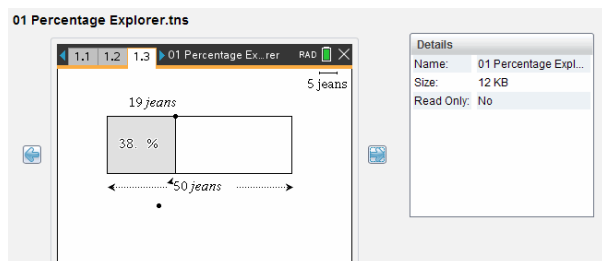 01 Percentage Explorer.tns
1.1 1.2 1.3 01 Percentage Ex...rer RAD
5 jeans
19 jeans
38. %
50 jeans
Details
Name: 01 Percentage Expl...
Size: 12 KB
Read Only: No